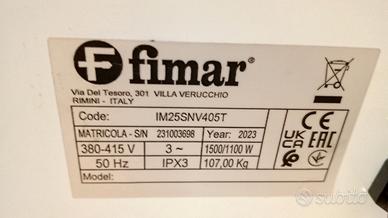 F fimar®
Via Del Tesoro, 301 VILLA VERUCCHIO
RIMINI - ITALY
Code: IM25SNV405T
MATRICOLA - S/N 231003698 Year: 2023
380-415 V 3 ~ 1500/1100 W
50 Hz IPX3 107,00 Kg
Model:
CE
UK CA EAC
subito